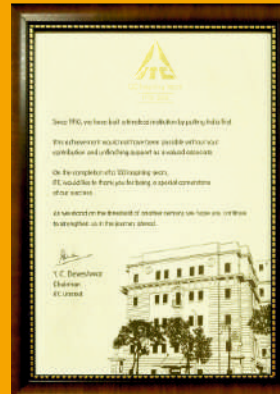 ITC
Since 1910, we have built a timeless institution by putting India first.
This achievement would not have been possible without your
contribution and unflinching support as a valued associate.
On the completion of its 100 inspiring years,
ITC would like to thank you for being a special cornerstone
of our success.
As we stand on the threshold of another century we hope you continue
to strengthen us in the journey ahead.
Y. C. Deveshwar
Chairman
ITC Limited